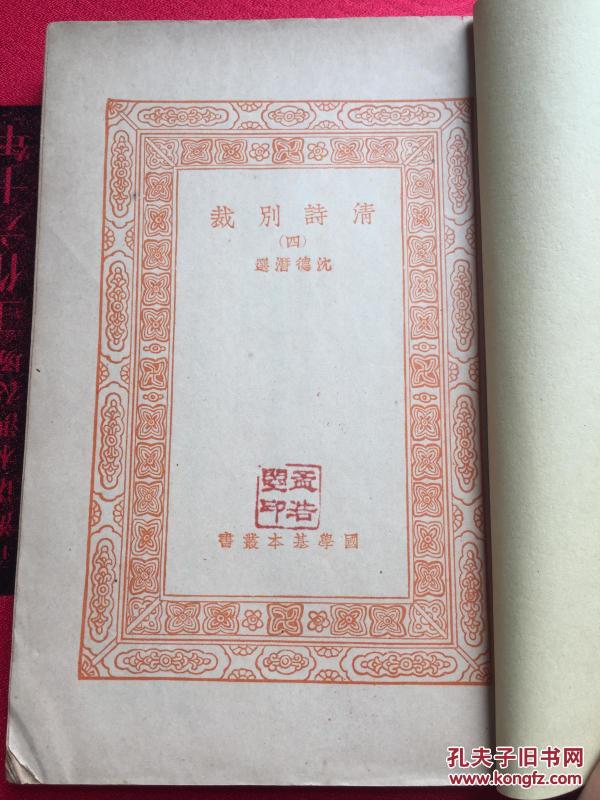 清詩別裁
(四)
沈德潛選
國學基本叢書
孔夫子旧书网
www.kongfz.com